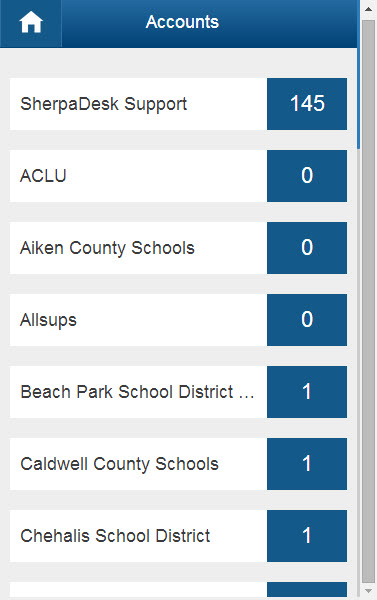 Accounts
SherpaDesk Support 145
ACLU 0
Aiken County Schools 0
Allsups 0
Beach Park School District ... 1
Caldwell County Schools 1
Chehalis School District 1